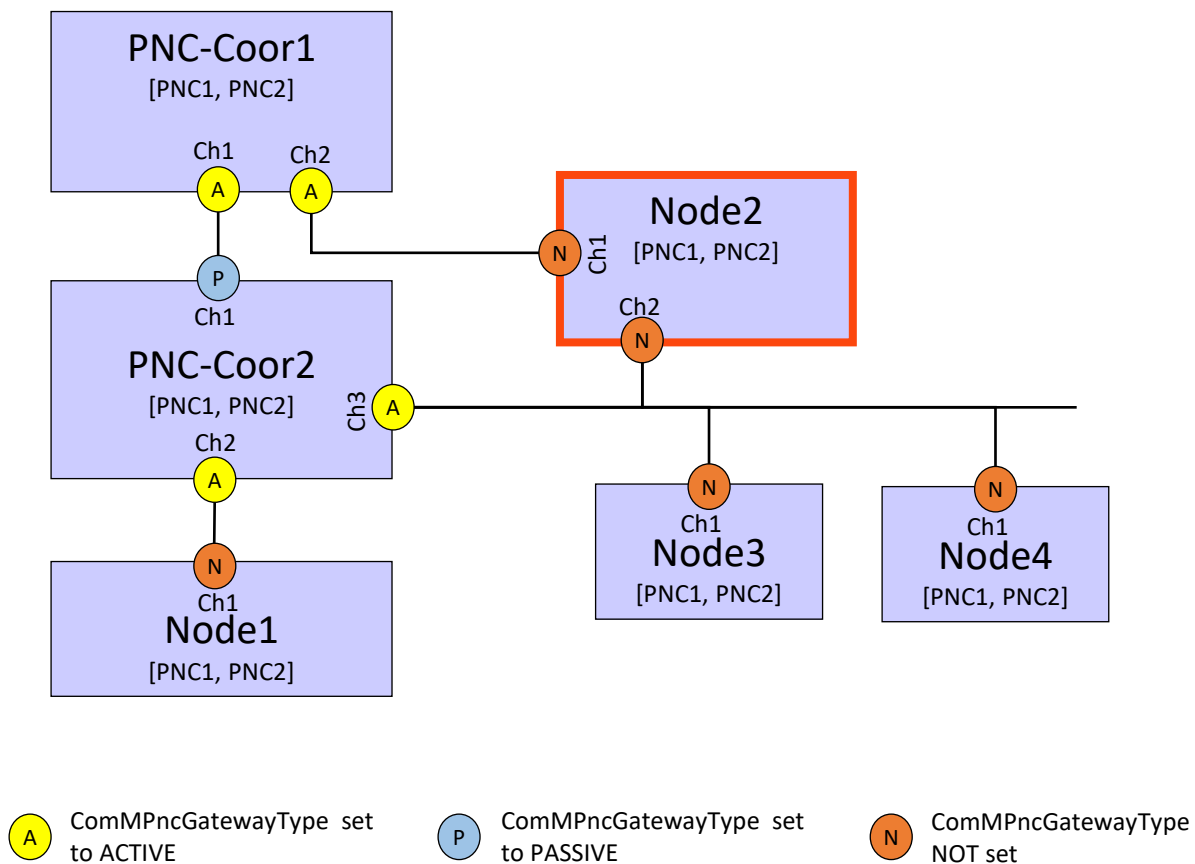 PNC-Coor1
[PNC1, PNC2]
Ch1
Ch2
A
A
Node2
[PNC1, PNC2]
N
Ch1
P
Ch1
Ch2
N
PNC-Coor2
[PNC1, PNC2]
Ch3
A
Ch2
A
N
Ch1
Node3
[PNC1, PNC2]
N
Ch1
Node4
[PNC1, PNC2]
N
Ch1
Node1
[PNC1, PNC2]
A
ComMPncGatewayType set
to ACTIVE
P
ComMPncGatewayType set
to PASSIVE
N
ComMPncGatewayType
NOT set